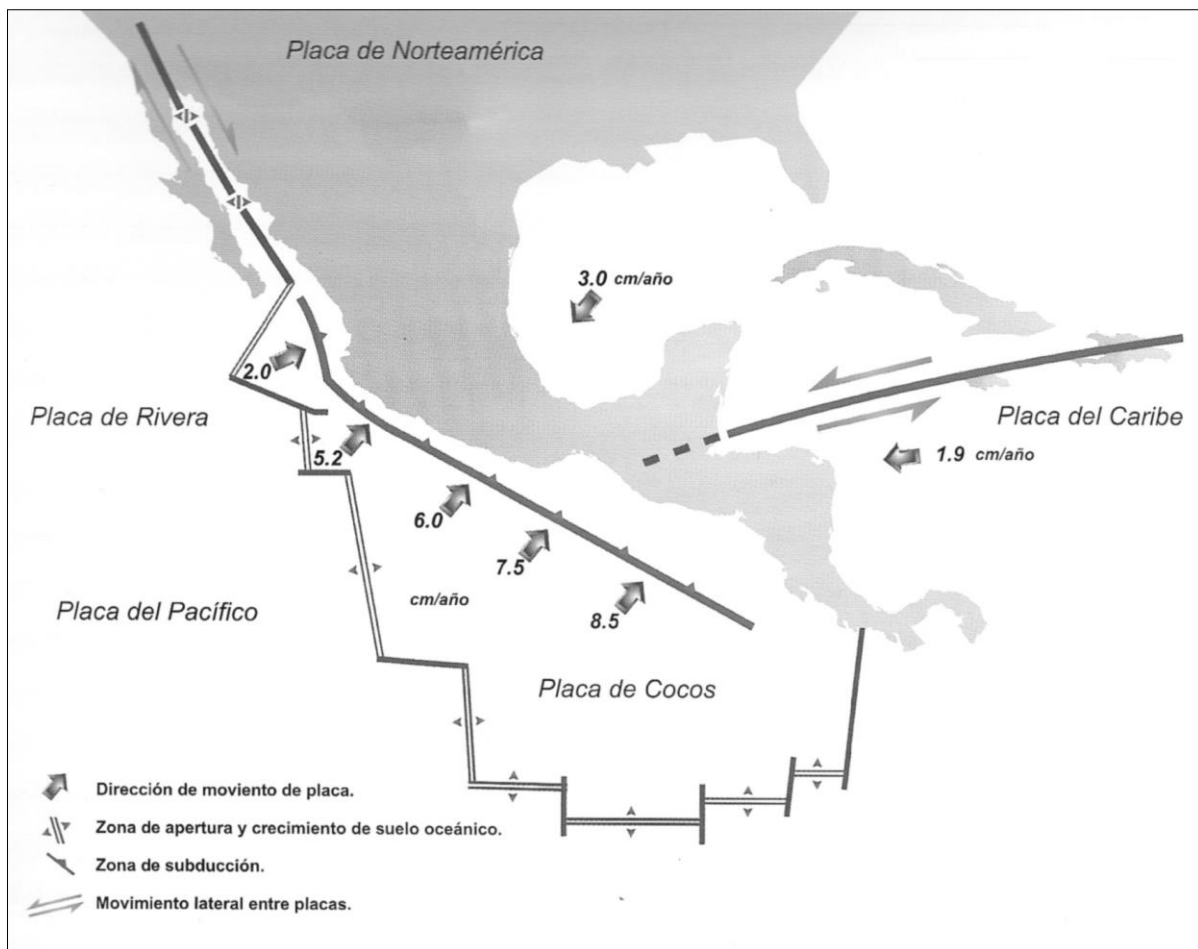 Placa de Norteamérica
3.0 cm/año
2.0
Placa de Rivera
Placa del Caribe
5.2
1.9 cm/año
6.0
7.5
cm/año
Placa del Pacífico
8.5
Placa de Cocos
Dirección de moviento de placa.
Zona de apertura y crecimiento de suelo oceánico.
Zona de subducción.
Movimiento lateral entre placas.